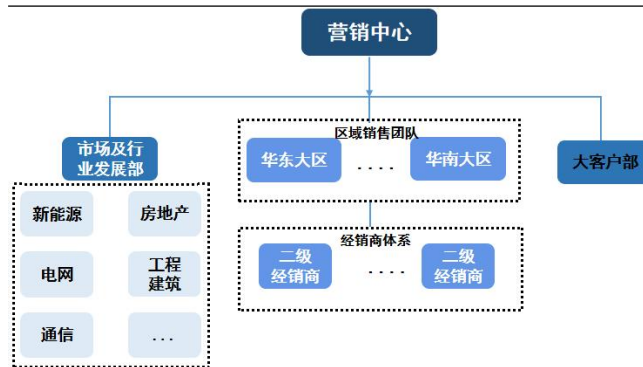 营销中心
市场及行
业发展部
区域销售团队
华东大区
....
华南大区
大客户部
新能源
房地产
电网
工程
建筑
通信
...
经销商体系
二级
经销商
....
二级
经销商